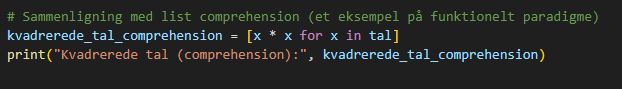 # Sammenligning med list comprehension (et eksempel på funktionelt paradigme)
kvadrerede_tal_comprehension = [x * x for x in tal]
print("Kvadrerede tal (comprehension):", kvadrerede_tal_comprehension)